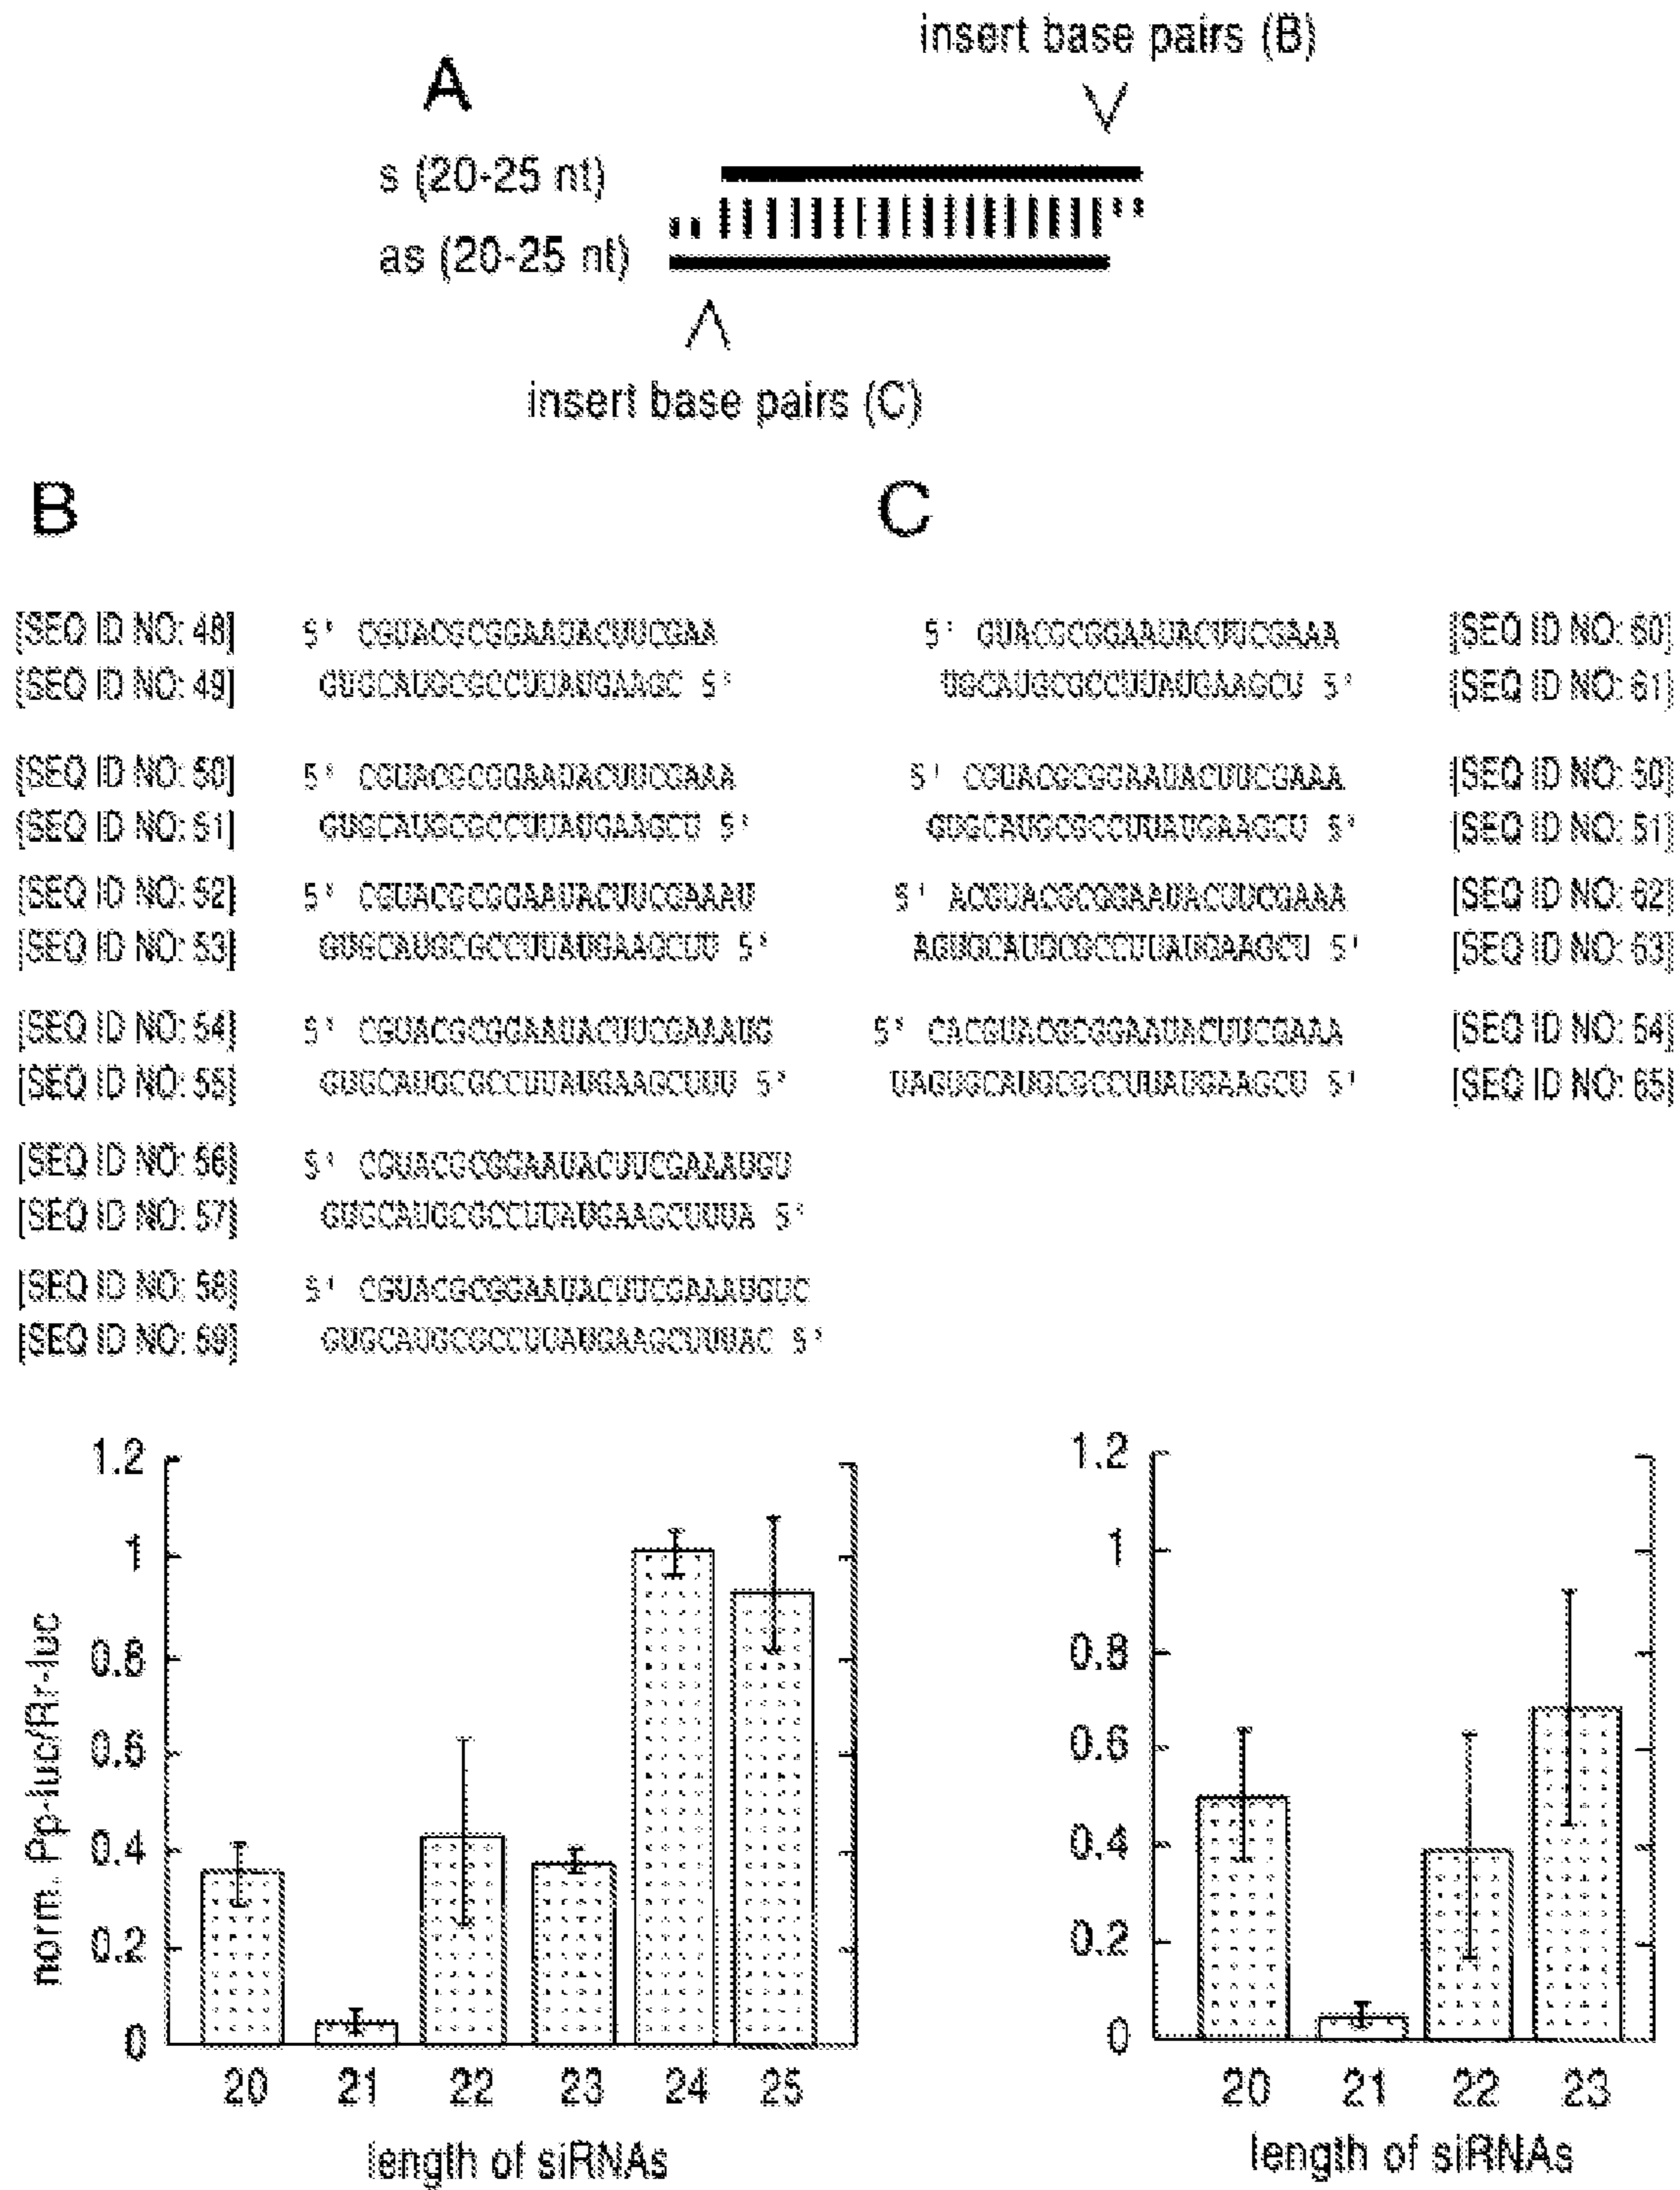 insert base pairs (B)
A
s (20-25 nt)
as (20-25 nt)
insert base pairs (C)
B
C
[SEQ ID NO: 48] 5' CGUACGCGGAAUACUUCGAA
[SEQ ID NO: 49] GUGCAUGCGCCUUAUGAAGC 5'
[SEQ ID NO: 50] 5' CGUACGCGGAAUACUUCGAAA
[SEQ ID NO: 51] GUGCAUGCGCCUUAUGAAGCU 5'
[SEQ ID NO: 52] 5' CGUACGCGGAAUACUUCGAAAU
[SEQ ID NO: 53] GUGCAUGCGCCUUAUGAAGCUU 5'
[SEQ ID NO: 54] 5' CGUACGCGGAAUACUUCGAAAUG
[SEQ ID NO: 55] GUGCAUGCGCCUUAUGAAGCUUU 5'
[SEQ ID NO: 56] 5' CGUACGCGGAAUACUUCGAAAUGU
[SEQ ID NO: 57] GUGCAUGCGCCUUAUGAAGCUUUA 5'
[SEQ ID NO: 58] 5' CGUACGCGGAAUACUUCGAAAUGUC
[SEQ ID NO: 59] GUGCAUGCGCCUUAUGAAGCUUUAC 5'
5' GUACGCGGAAUACUUCGAAA [SEQ ID NO: 60]
UGCAUGCGCCUUAUGAAGCU 5' [SEQ ID NO: 61]
5' CGUACGCGGAAUACUUCGAAA [SEQ ID NO: 50]
GUGCAUGCGCCUUAUGAAGCU 5' [SEQ ID NO: 51]
5' ACGUACGCGGAAUACUUCGAAA [SEQ ID NO: 62]
AGUGCAUGCGCCUUAUGAAGCU 5' [SEQ ID NO: 63]
5' CACGUACGCGGAAUACUUCGAAA [SEQ ID NO: 64]
UAGUGCAUGCGCCUUAUGAAGCU 5' [SEQ ID NO: 65]
norm. Pp-luc/Rr-luc
1.2
1
0.8
0.6
0.4
0.2
0
20 21 22 23 24 25
length of siRNAs
1.2
1
0.8
0.6
0.4
0.2
0
20 21 22 23
length of siRNAs